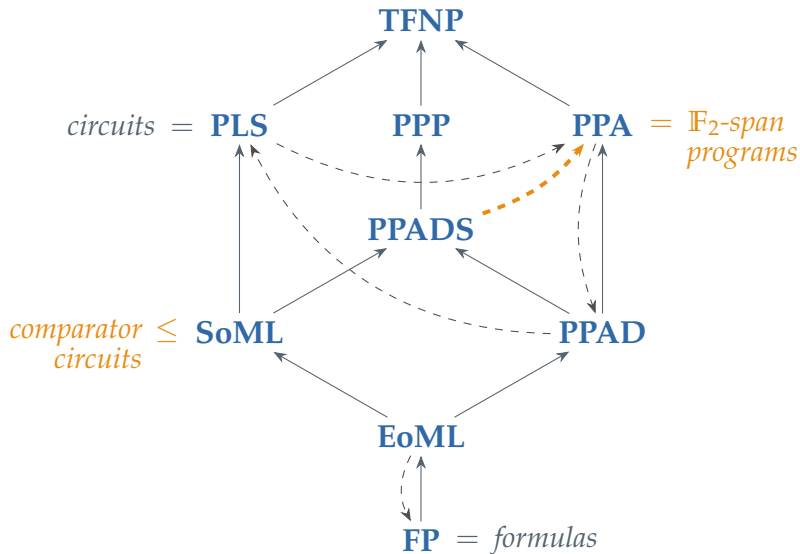 TFNP
circuits = PLS PPP PPA = 𝔽₂-span
programs
PPADS
comparator ≤ SoML PPAD
circuits
EoML
FP = formulas